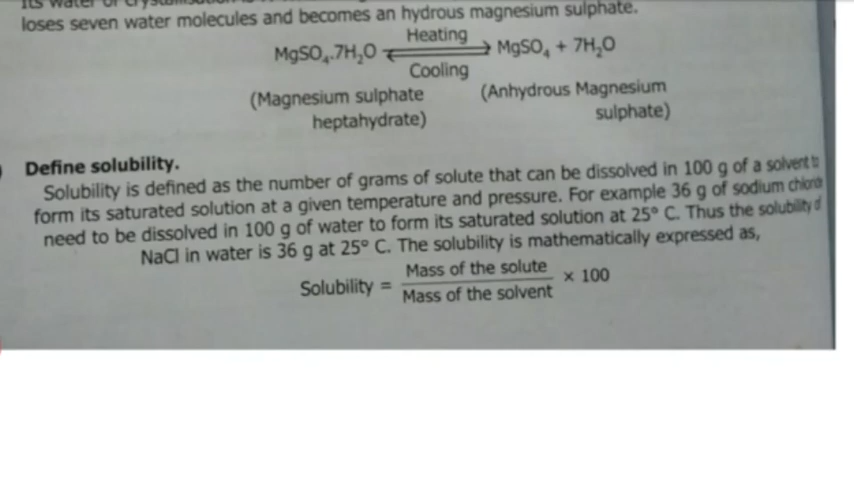 Its water of crystallisation is
loses seven water molecules and becomes an hydrous magnesium sulphate.
Heating
MgSO₄.7H₂O ⇌ MgSO₄ + 7H₂O
Cooling
(Magnesium sulphate (Anhydrous Magnesium
heptahydrate) sulphate)
Define solubility.
Solubility is defined as the number of grams of solute that can be dissolved in 100 g of a solvent to
form its saturated solution at a given temperature and pressure. For example 36 g of sodium chloride
need to be dissolved in 100 g of water to form its saturated solution at 25° C. Thus the solubility of
NaCl in water is 36 g at 25° C. The solubility is mathematically expressed as,
Mass of the solute
Solubility = × 100
Mass of the solvent